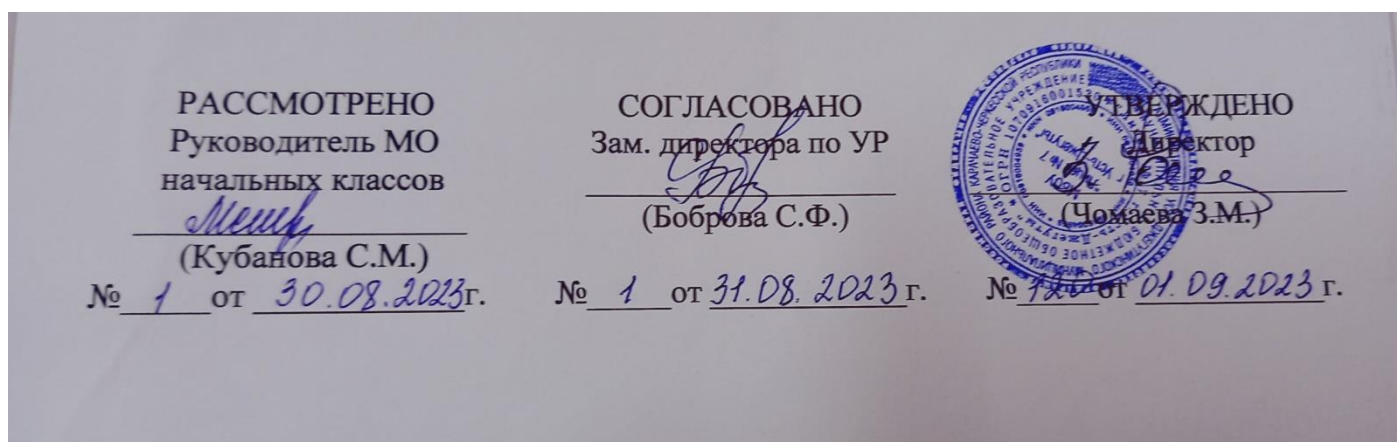 РАССМОТРЕНО
Руководитель МО
начальных классов
(Кубанова С.М.)
№ 1 от 30.08.2023г.
СОГЛАСОВАНО
Зам. директора по УР
(Боброва С.Ф.)
№ 1 от 31.08.2023г.
УТВЕРЖДЕНО
Директор
(Чомаева З.М.)
№ от 01.09.2023г.